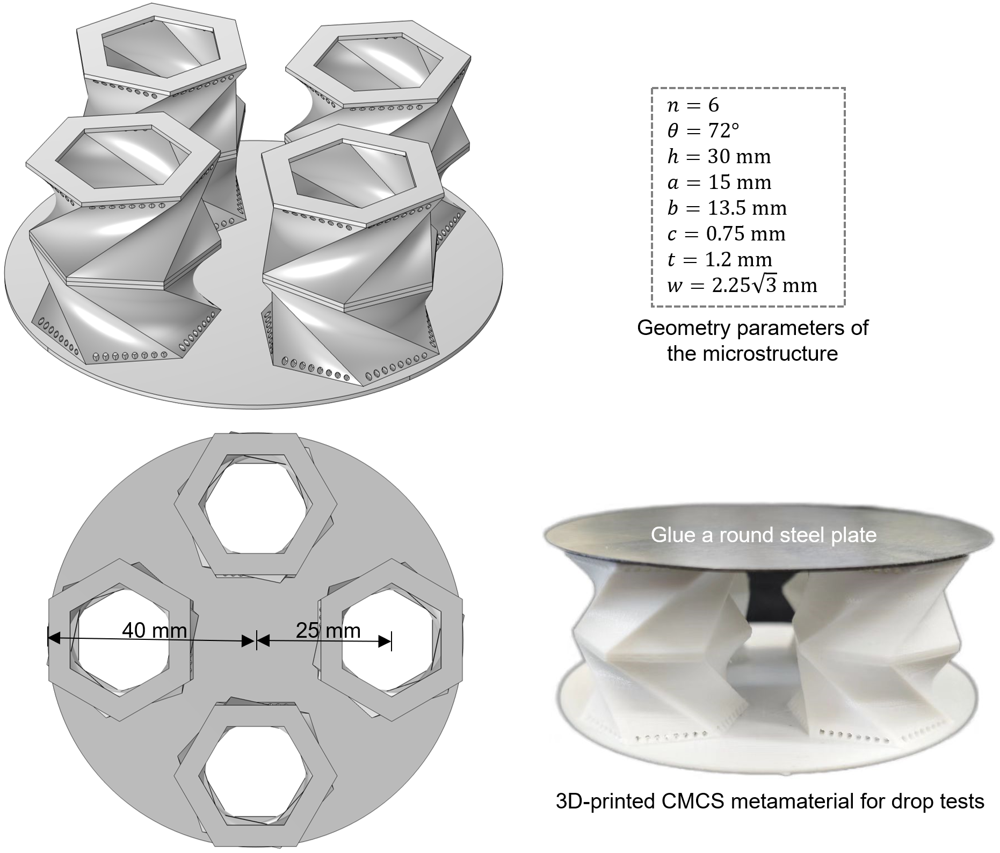 n = 6
θ = 72°
h = 30 mm
a = 15 mm
b = 13.5 mm
c = 0.75 mm
t = 1.2 mm
w = 2.25√3 mm
Geometry parameters of
the microstructure
40 mm
25 mm
Glue a round steel plate
3D-printed CMCS metamaterial for drop tests